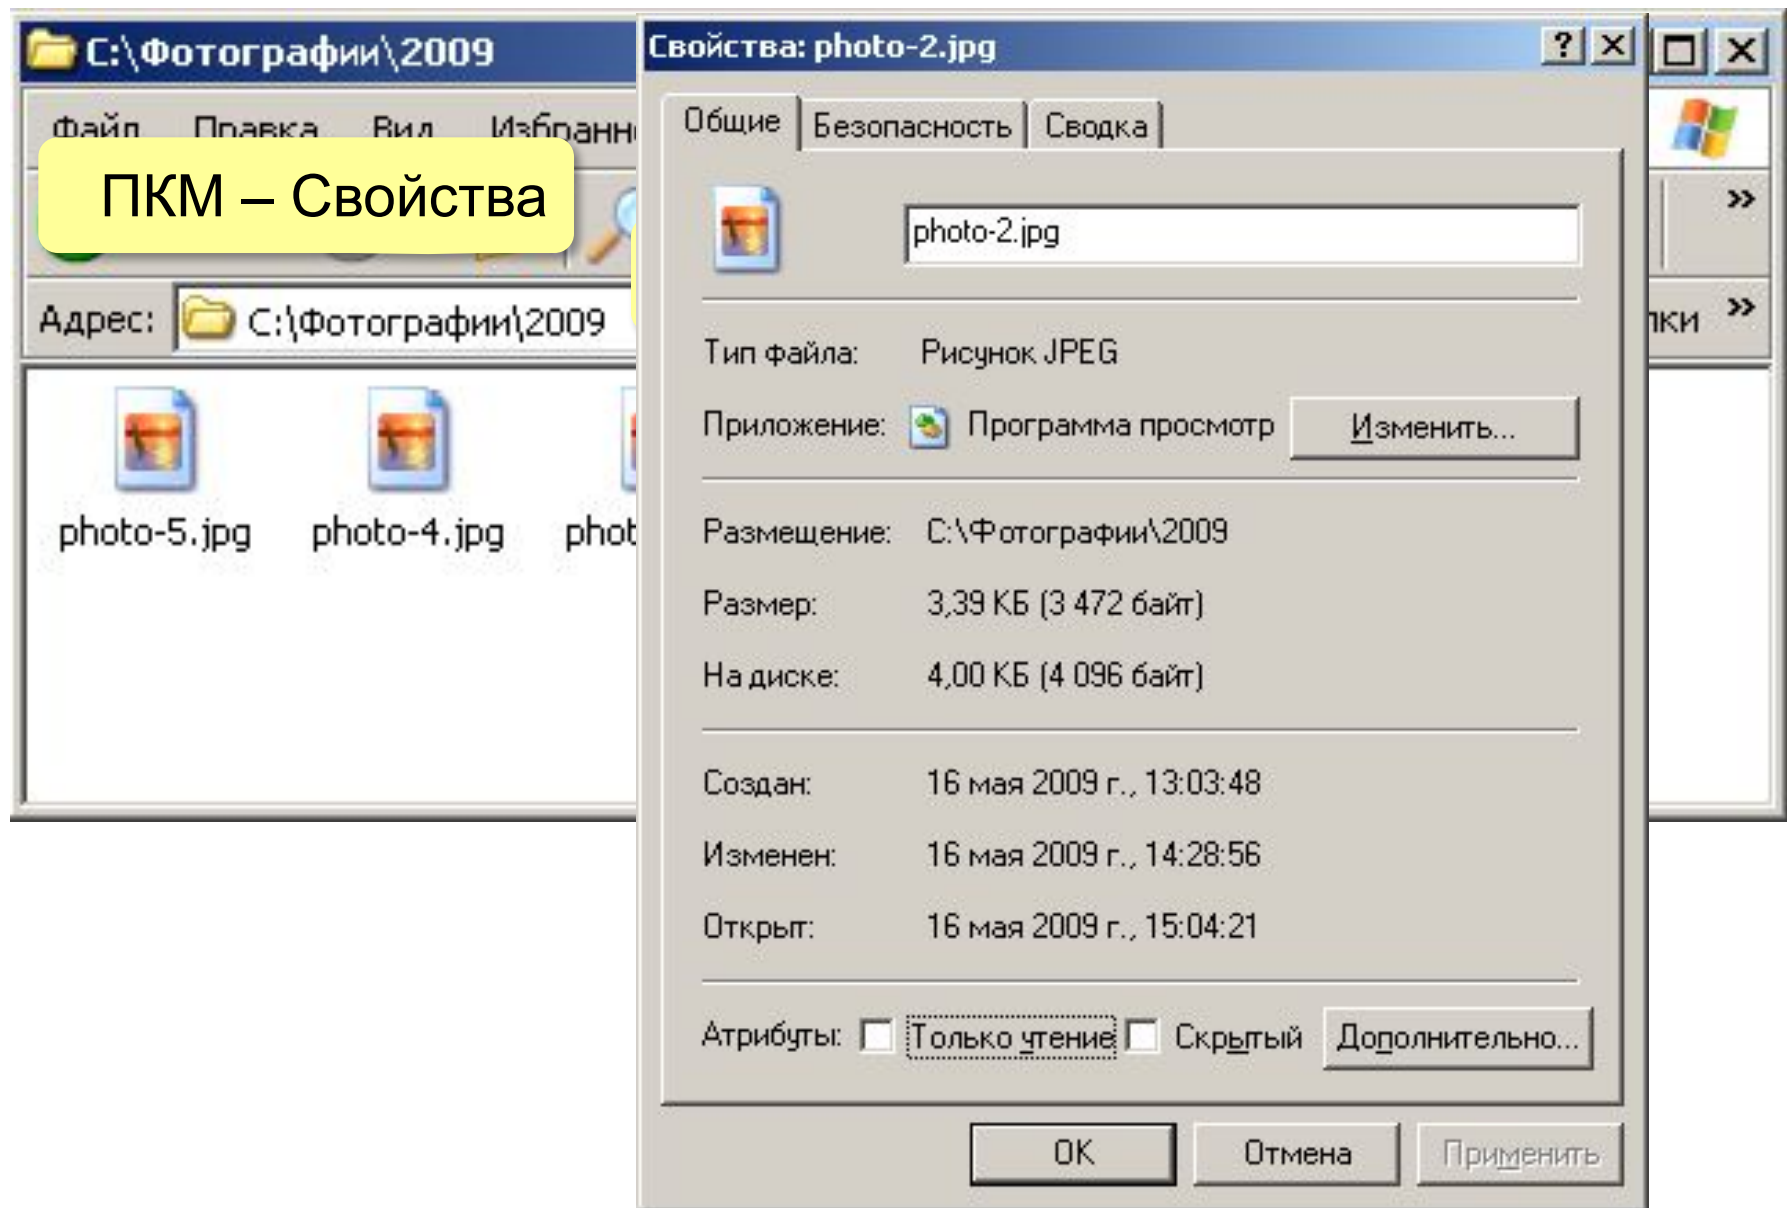 С:\Фотографии\2009
Файл Правка Вид
ПКМ – Свойства
Адрес: С:\Фотографии\2009
photo-5.jpg photo-4.jpg
Свойства: photo-2.jpg
Общие Безопасность Сводка
photo-2.jpg
Тип файла: Рисунок JPEG
Приложение: Программа просмотр Изменить...
Размещение: С:\Фотографии\2009
Размер: 3,39 КБ (3 472 байт)
На диске: 4,00 КБ (4 096 байт)
Создан: 16 мая 2009 г., 13:03:48
Изменен: 16 мая 2009 г., 14:28:56
Открыт: 16 мая 2009 г., 15:04:21
Атрибуты: Только чтение Скрытый Дополнительно...
OK Отмена Применить